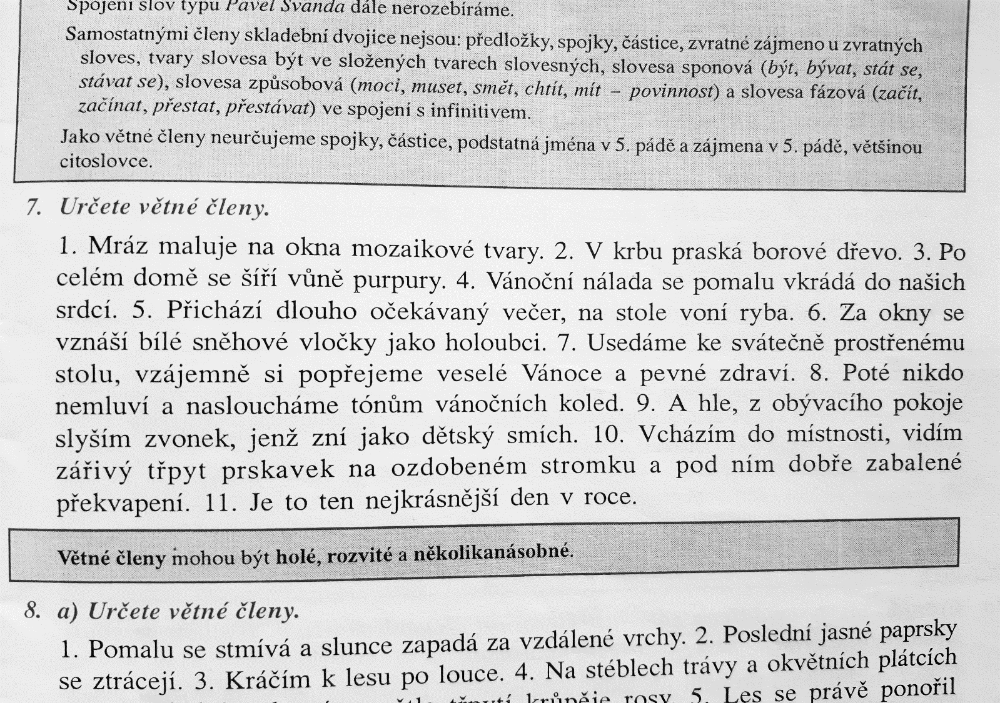 Spojení slov typu Pavel Švanda dále nerozebíráme.
Samostatnými členy skladební dvojice nejsou: předložky, spojky, částice, zvratné zájmeno u zvratných
sloves, tvary slovesa být ve složených tvarech slovesných, slovesa sponová (být, bývat, stát se,
stávat se), slovesa způsobová (moci, muset, smět, chtít, mít – povinnost) a slovesa fázová (začít,
začínat, přestat, přestávat) ve spojení s infinitivem.
Jako větné členy neurčujeme spojky, částice, podstatná jména v 5. pádě a zájmena v 5. pádě, většinou
citoslovce.
7. Určete větné členy.
1. Mráz maluje na okna mozaikové tvary. 2. V krbu praská borové dřevo. 3. Po
celém domě se šíří vůně purpury. 4. Vánoční nálada se pomalu vkrádá do našich
srdcí. 5. Přichází dlouho očekávaný večer, na stole voní ryba. 6. Za okny se
vznáší bílé sněhové vločky jako holoubci. 7. Usedáme ke svátečně prostřenému
stolu, vzájemně si popřejeme veselé Vánoce a pevné zdraví. 8. Poté nikdo
nemluví a nasloucháme tónům vánočních koled. 9. A hle, z obývacího pokoje
slyším zvonek, jenž zní jako dětský smích. 10. Vcházím do místnosti, vidím
zářivý třpyt prskavek na ozdobeném stromku a pod ním dobře zabalené
překvapení. 11. Je to ten nejkrásnější den v roce.
Větné členy mohou být holé, rozvité a několikanásobné.
8. a) Určete větné členy.
1. Pomalu se stmívá a slunce zapadá za vzdálené vrchy. 2. Poslední jasné paprsky
se ztrácejí. 3. Kráčím k lesu po louce. 4. Na stéblech trávy a okvětních plátcích
třpytí krůpěje rosy. 5. Les se právě ponořil